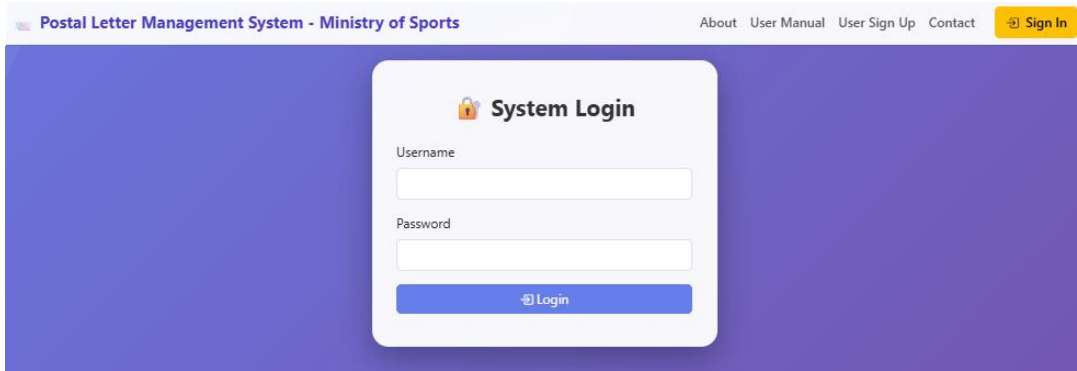 Postal Letter Management System - Ministry of Sports
About User Manual User Sign Up Contact Sign In
System Login
Username
Password
Login